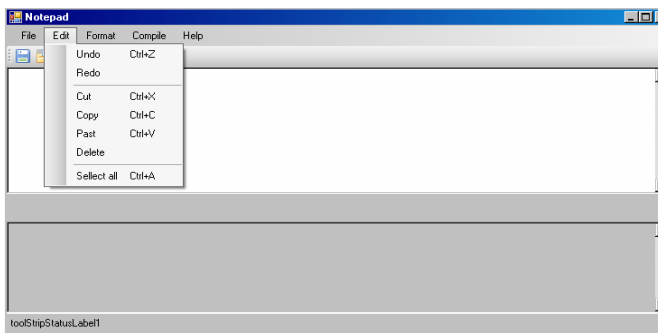 Notepad
File Edit Format Compile Help
Undo Ctrl+Z
Redo
Cut Ctrl+X
Copy Ctrl+C
Past Ctrl+V
Delete
Sellect all Ctrl+A
toolStripStatusLabel1